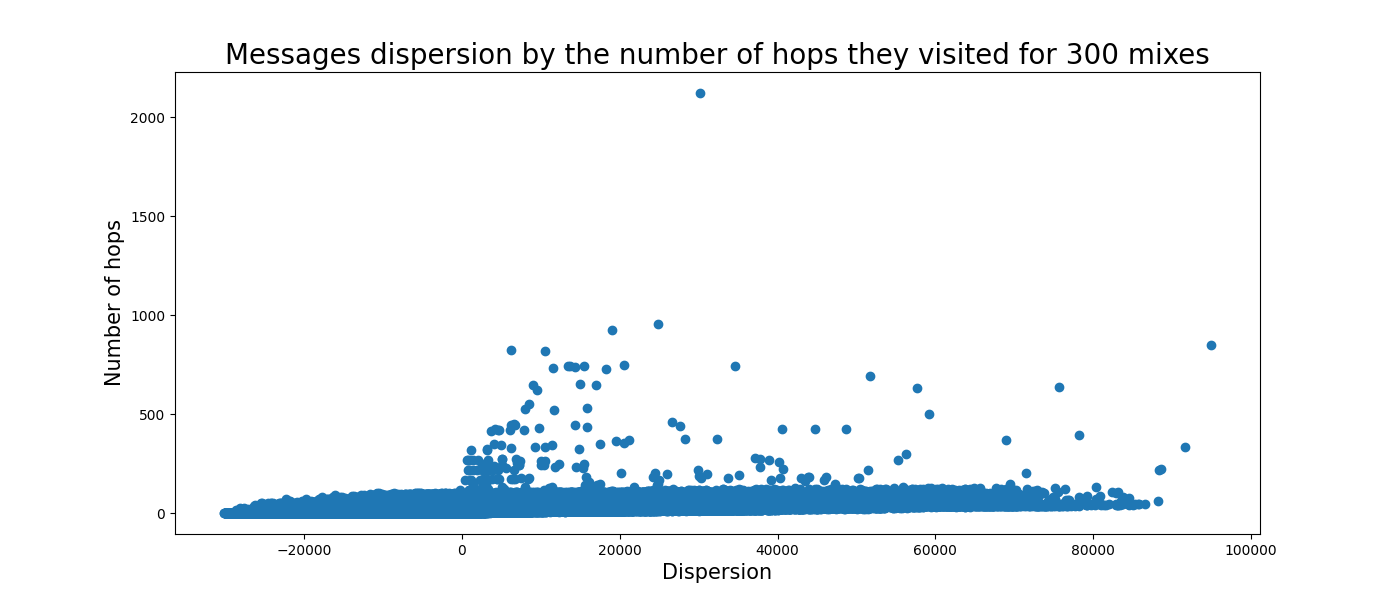 Messages dispersion by the number of hops they visited for 300 mixes
2000
1500
1000
500
0
Number of hops
−20000 0 20000 40000 60000 80000 100000
Dispersion